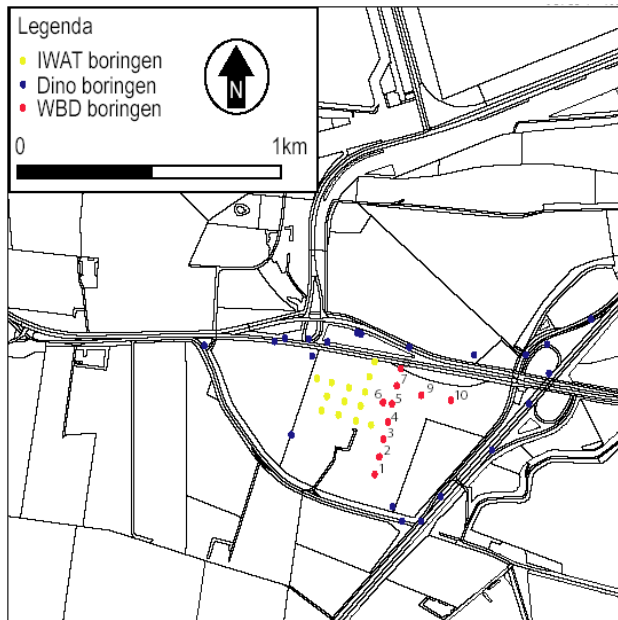 Legenda
IWAT boringen
Dino boringen
WBD boringen
N
0 1km
7
6 5 9 10
4
3
2
1